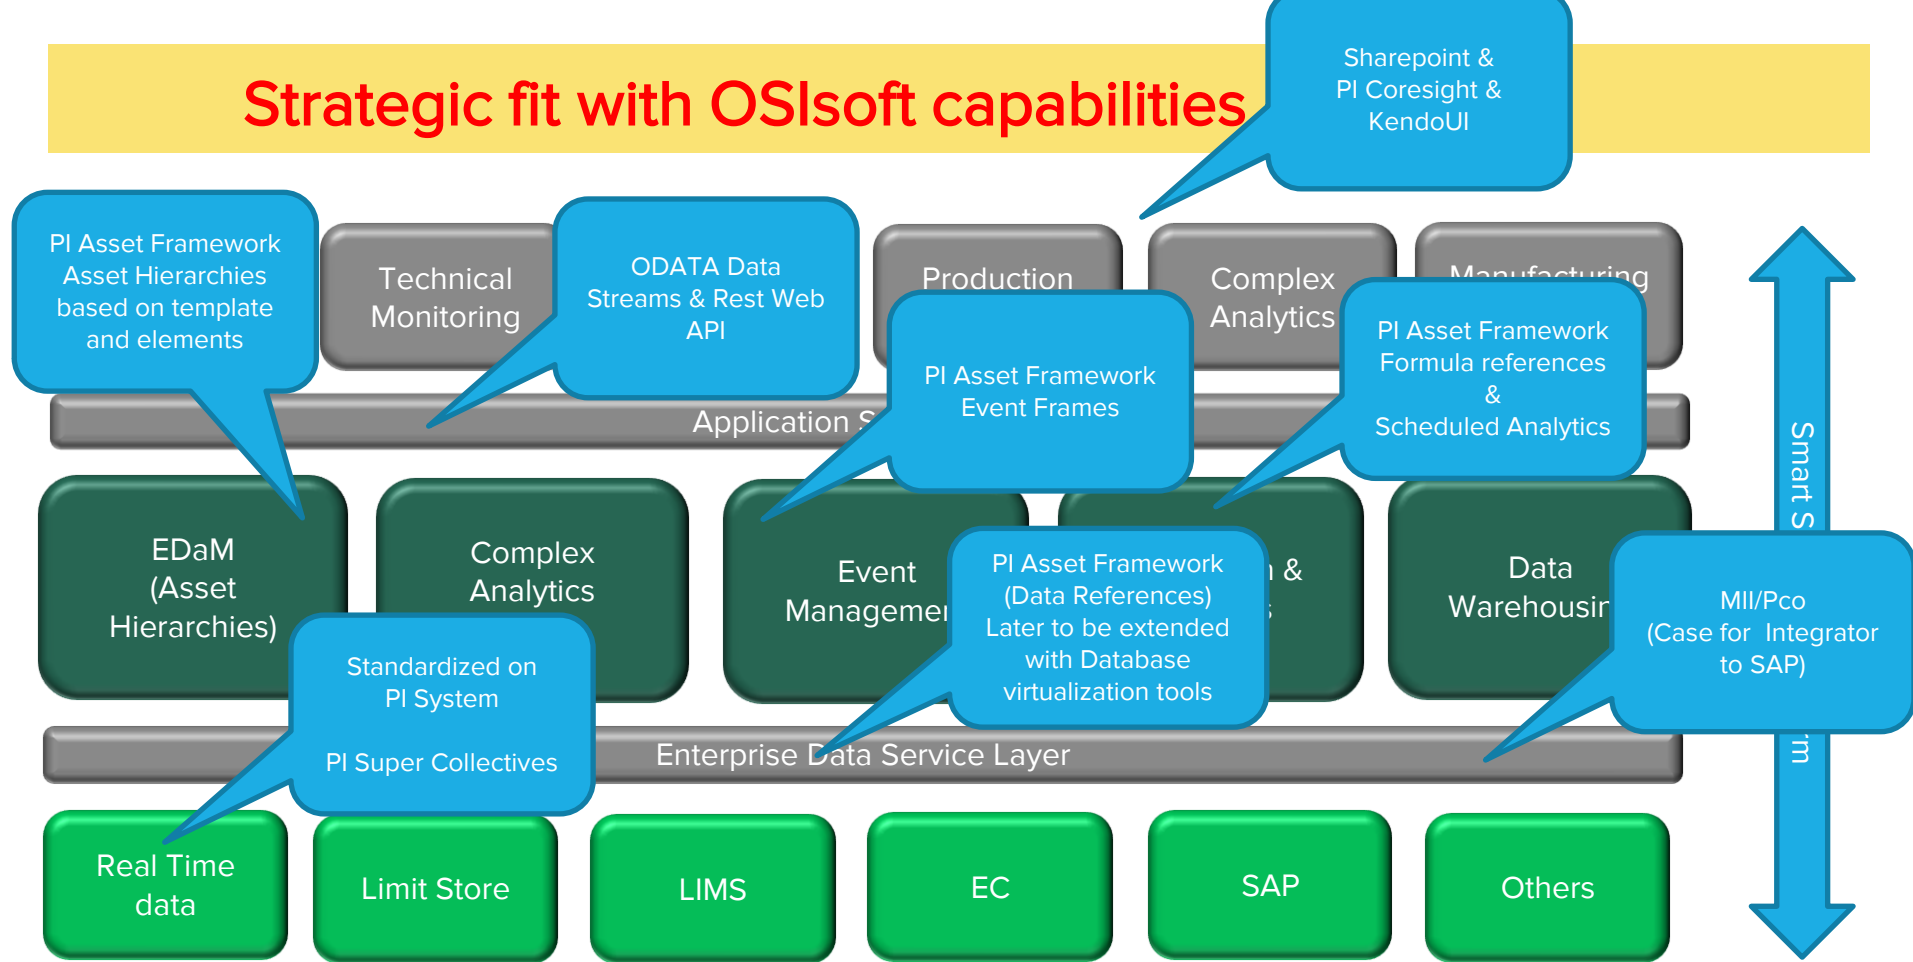 Strategic fit with OSIsoft capabilities
Sharepoint &
PI Coresight &
KendoUI
PI Asset Framework
Asset Hierarchies
based on template
and elements
Technical
Monitoring
ODATA Data
Streams & Rest Web
API
Production
Complex
Analytics
Manufacturing
PI Asset Framework
Event Frames
PI Asset Framework
Formula references
&
Scheduled Analytics
Application
EDaM
(Asset
Hierarchies)
Complex
Analytics
Event
Managemen
PI Asset Framework
(Data References)
Later to be extended
with Database
virtualization tools
&
Data
Warehousin
MII/Pco
(Case for Integrator
to SAP)
Smart
Standardized on
PI System
PI Super Collectives
Enterprise Data Service Layer
Real Time
data
Limit Store
LIMS
EC
SAP
Others